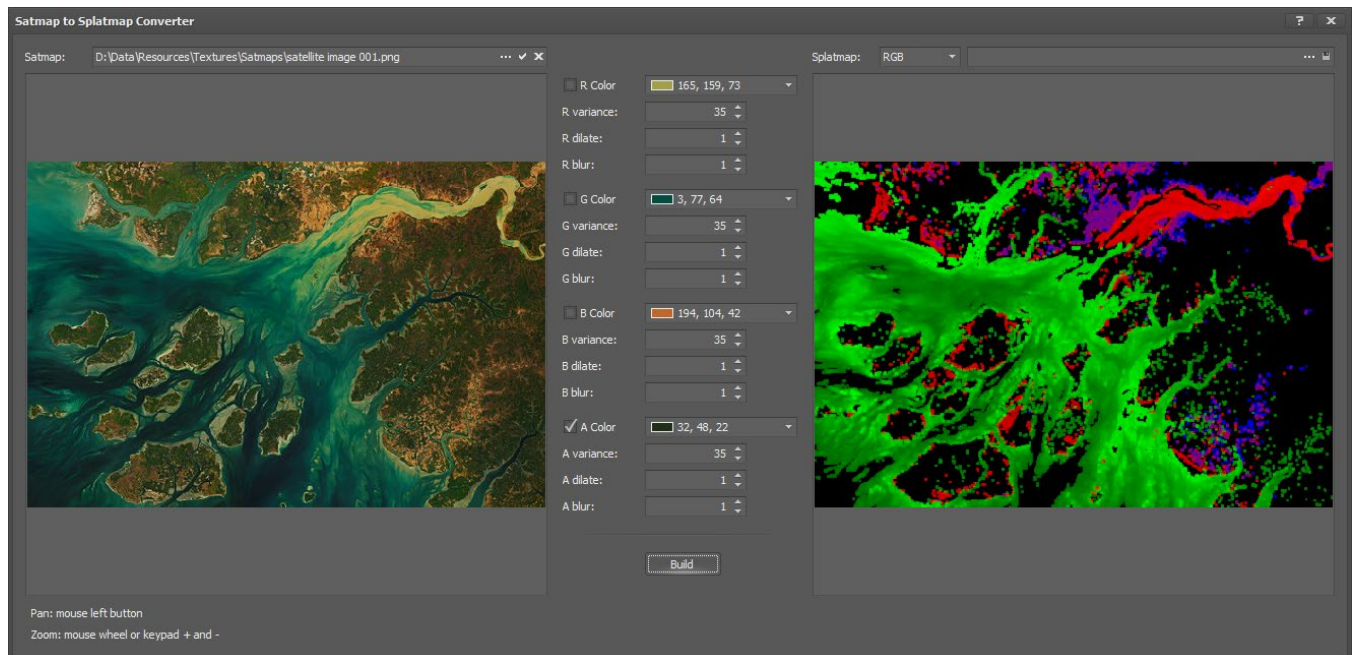 Satmap to Splatmap Converter
Satmap: D:\Data\Resources\Textures\Satmaps\satellite image 001.png
Splatmap: RGB
R Color 165, 159, 73
R variance: 35
R dilate: 1
R blur: 1
G Color 3, 77, 64
G variance: 35
G dilate: 1
G blur: 1
B Color 194, 104, 42
B variance: 35
B dilate: 1
B blur: 1
A Color 32, 48, 22
A variance: 35
A dilate: 1
A blur: 1
Build
Pan: mouse left button
Zoom: mouse wheel or keypad + and -